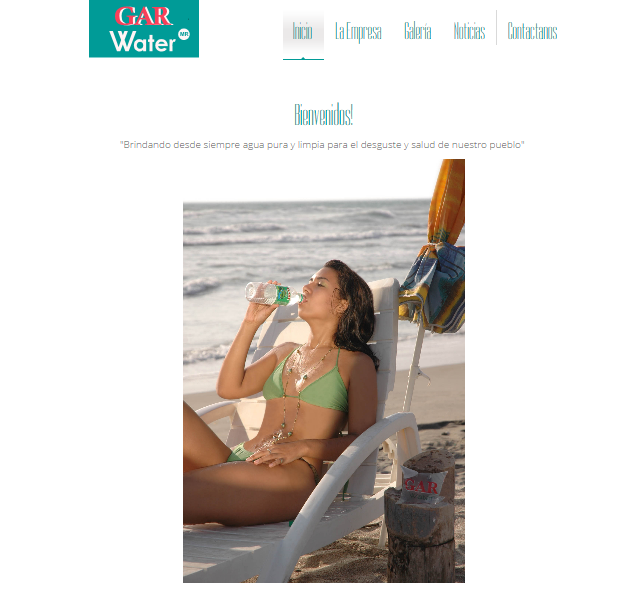 GAR
Water MR
Inicio
La Empresa
Galeria
Noticias
Contactanos
Bienvenidos!
"Brindando desde siempre agua pura y limpia para el desguste y salud de nuestro pueblo"
GAR